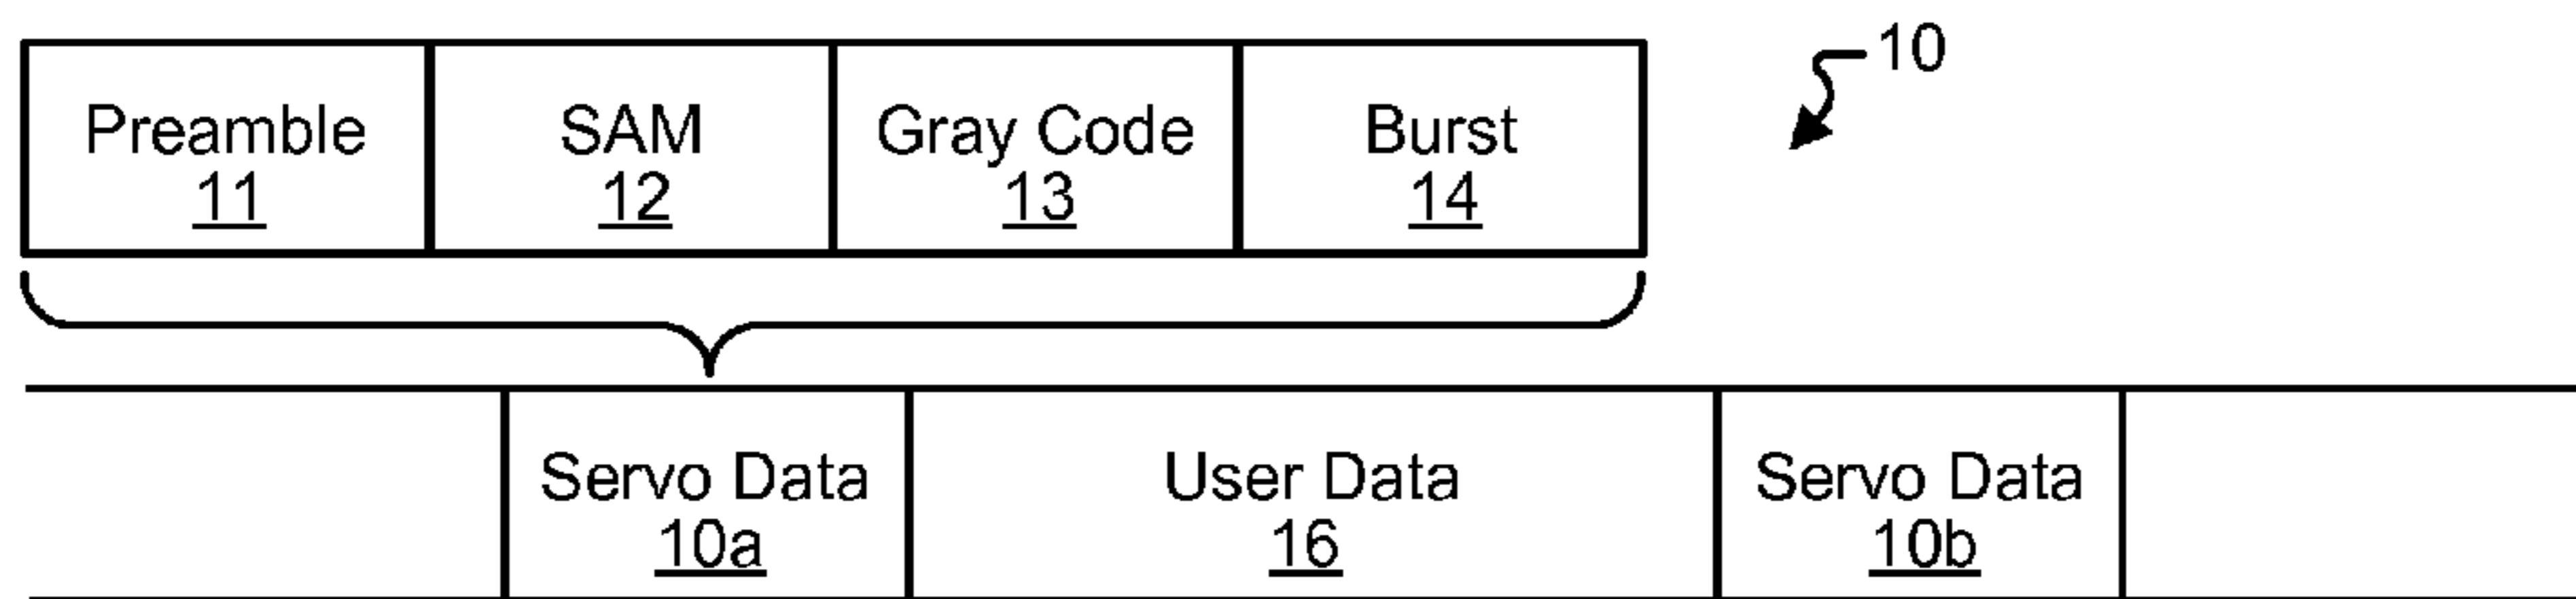 10
Preamble SAM Gray Code Burst
11 12 13 14
Servo Data User Data Servo Data
10a 16 10b